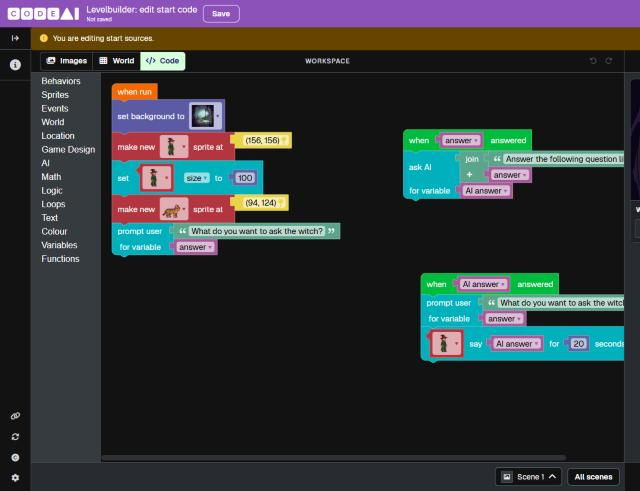 CODEAI
Levelbuilder: edit start code
Not saved
Save
You are editing start sources.
Images
World
</> Code
WORKSPACE
Behaviors
Sprites
Events
World
Location
Game Design
AI
Math
Logic
Loops
Text
Colour
Variables
Functions
when run
set background to
make new sprite at (156, 156)
set size to 100
make new sprite at (94, 124)
prompt user “ What do you want to ask the witch? ”
for variable answer
when answer answered
ask AI join “ Answer the following question li
+ answer
for variable AI answer
when AI answer answered
prompt user “ What do you want to ask the witc
for variable answer
say AI answer for 20 seconds
Scene 1
All scenes